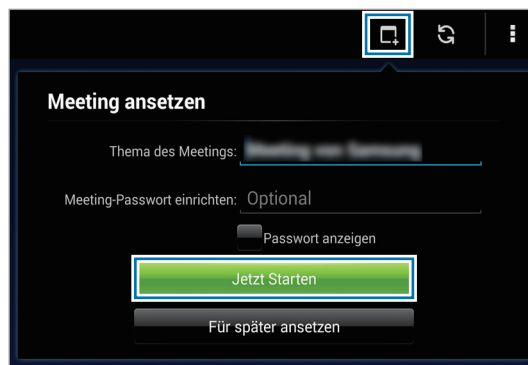 Meeting ansetzen
Thema des Meetings:
Meeting-Passwort einrichten: Optional
Passwort anzeigen
Jetzt Starten
Für später ansetzen